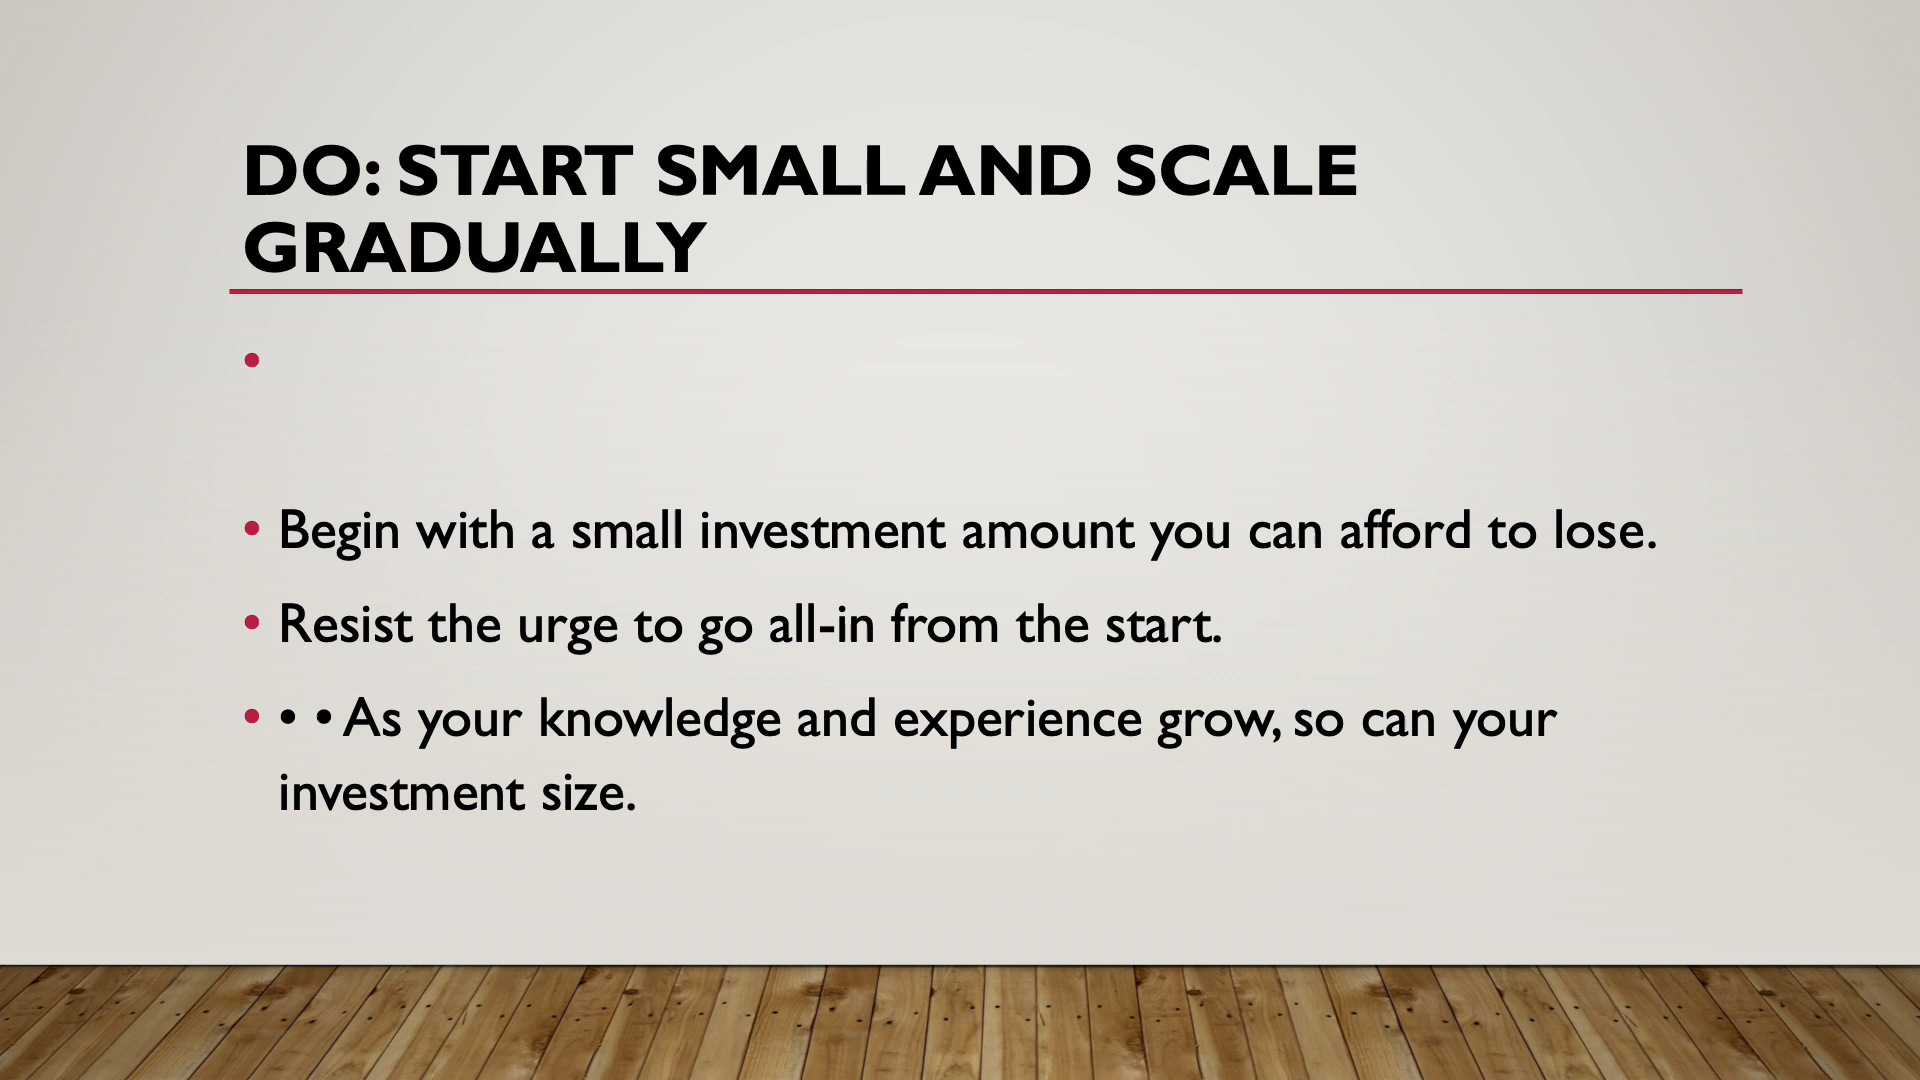 DO: START SMALL AND SCALE
GRADUALLY
•
• Begin with a small investment amount you can afford to lose.
• Resist the urge to go all-in from the start.
• • • As your knowledge and experience grow, so can your
investment size.